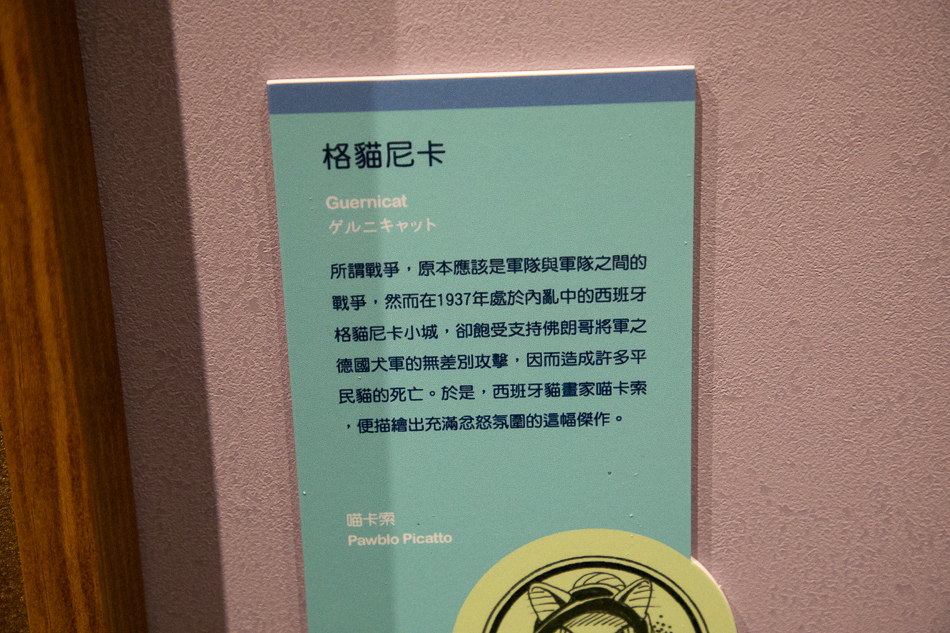 格貓尼卡
Guernicat
ゲルニキャット
所謂戰爭，原本應該是軍隊與軍隊之間的
戰爭，然而在1937年處於內亂中的西班牙
格貓尼卡小城，卻飽受支持佛朗哥將軍之
德國犬軍的無差別攻擊，因而造成許多平
民貓的死亡。於是，西班牙貓畫家喵卡索
，便描繪出充滿忿怒氛圍的這幅傑作。
喵卡索
Pawblo Picatto